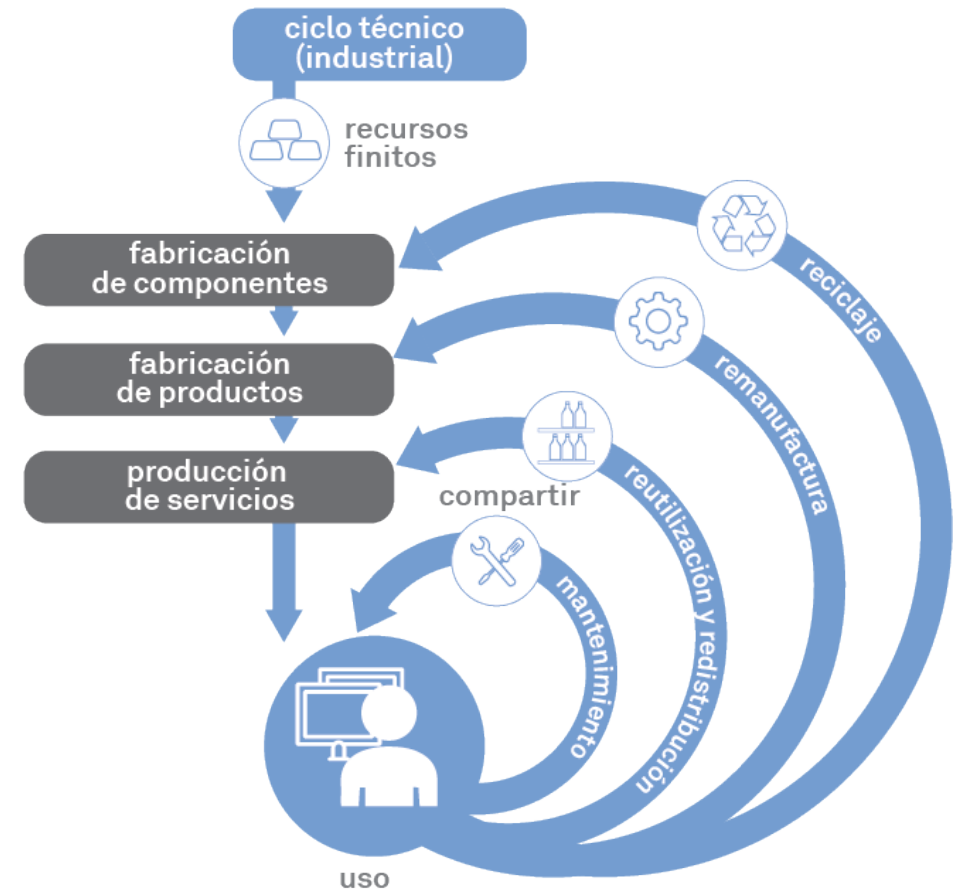 ciclo técnico
(industrial)
recursos
finitos
fabricación
de componentes
fabricación
de productos
producción
de servicios
reciclaje
remanufactura
reutilización y redistribución
compartir
mantenimiento
uso